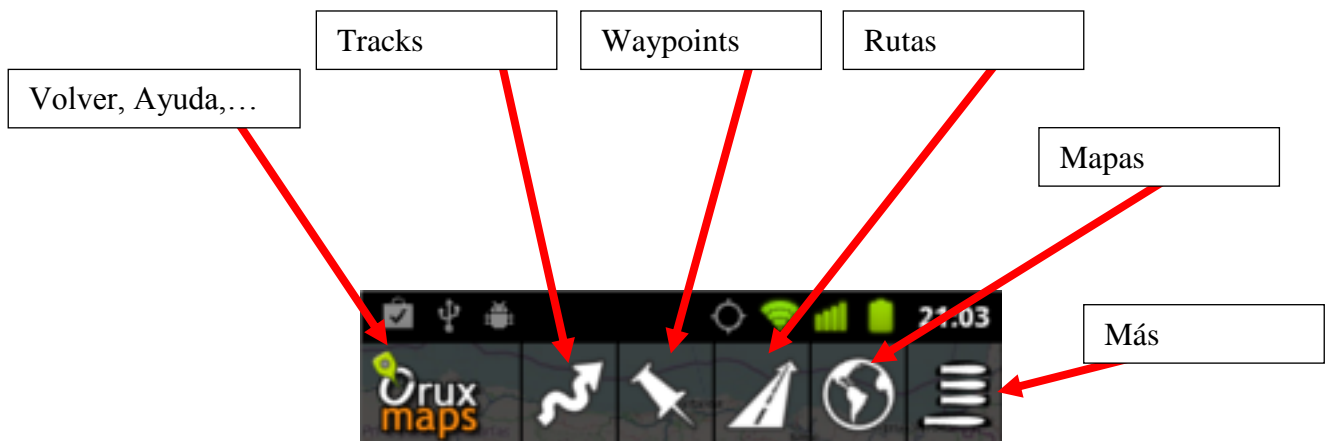 Tracks
Waypoints
Rutas
Volver, Ayuda,…
Mapas
21:03
Más
Orux
maps